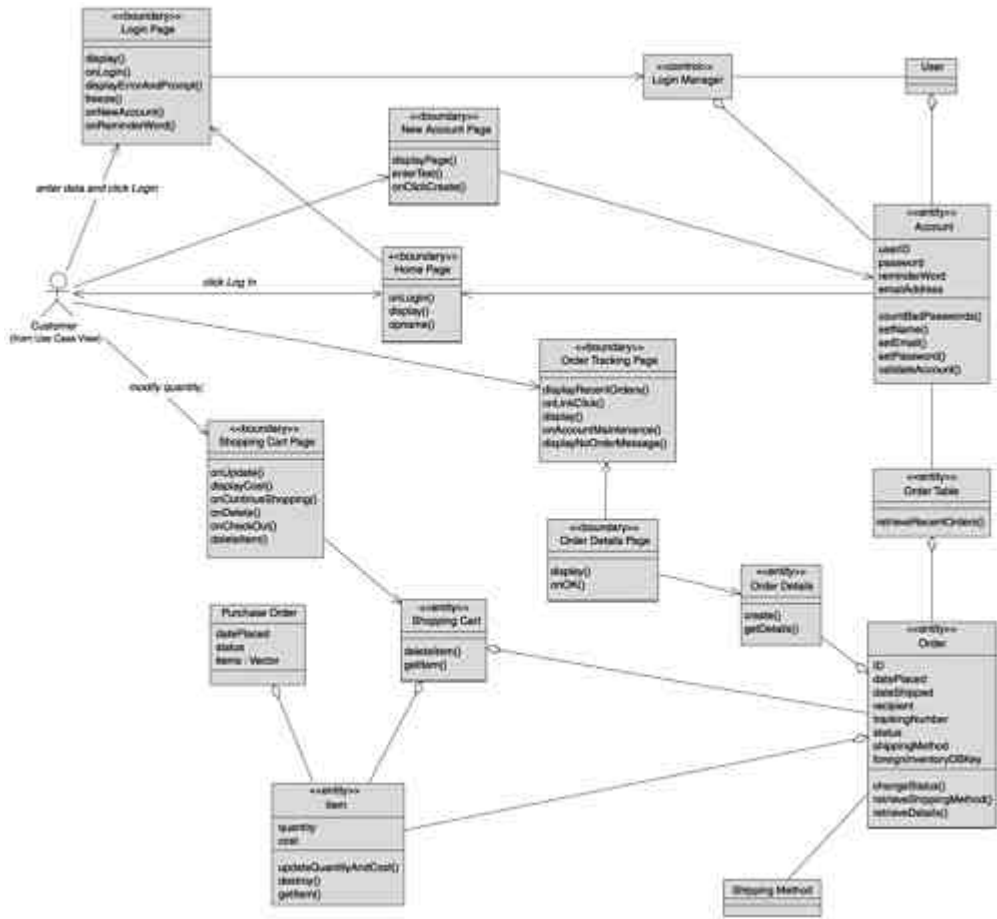 <<boundary>>
Login Page
display()
onLogin()
displayErrorAndPrompt()
freeze()
onNewAccount()
onReminderWord()
<<control>>
Login Manager
User
<<boundary>>
New Account Page
displayPage()
enterText()
onClickCreate()
enter data and click Login
<<entity>>
Account
userID
password
reminderWord
emailAddress
countBadPasswords()
setName()
setEmail()
setPassword()
validateAccount()
<<boundary>>
Home Page
onLogIn()
display()
opname()
click Log In
Customer
(from Use Case View)
<<boundary>>
Order Tracking Page
displayRecentOrders()
onLinkClick()
display()
onAccountMaintenance()
displayNoOrderMessage()
modify quantity;
<<boundary>>
Shopping Cart Page
onUpdate()
displayCost()
onContinueShopping()
onDelete()
onCheckOut()
deleteItem()
<<entity>>
Order Table
retrieveRecentOrders()
<<boundary>>
Order Details Page
display()
onOK()
<<entity>>
Order Details
create()
getDetails()
Purchase Order
datePlaced
status
items : Vector
<<entity>>
Shopping Cart
deleteItem()
getItem()
<<entity>>
Order
ID
datePlaced
dateShipped
recipient
trackingNumber
status
shippingMethod
foreignInventoryDBKey
changeStatus()
retrieveShippingMethod()
retrieveDetails()
<<entity>>
Item
quantity
cost
updateQuantityAndCost()
destroy()
getItem()
Shipping Method